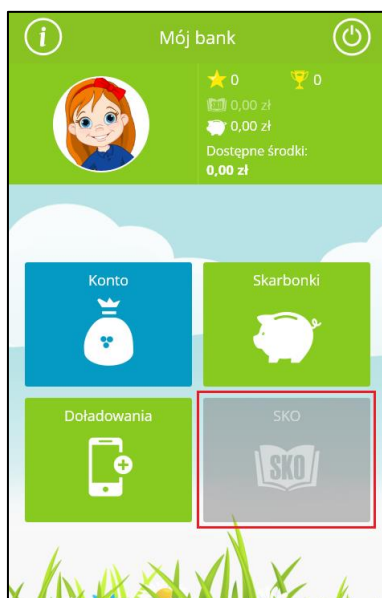 Mój bank
0 0
0,00 zł
0,00 zł
Dostępne środki:
0,00 zł
Konto
Skarbonki
Doładowania
SKO
SKO